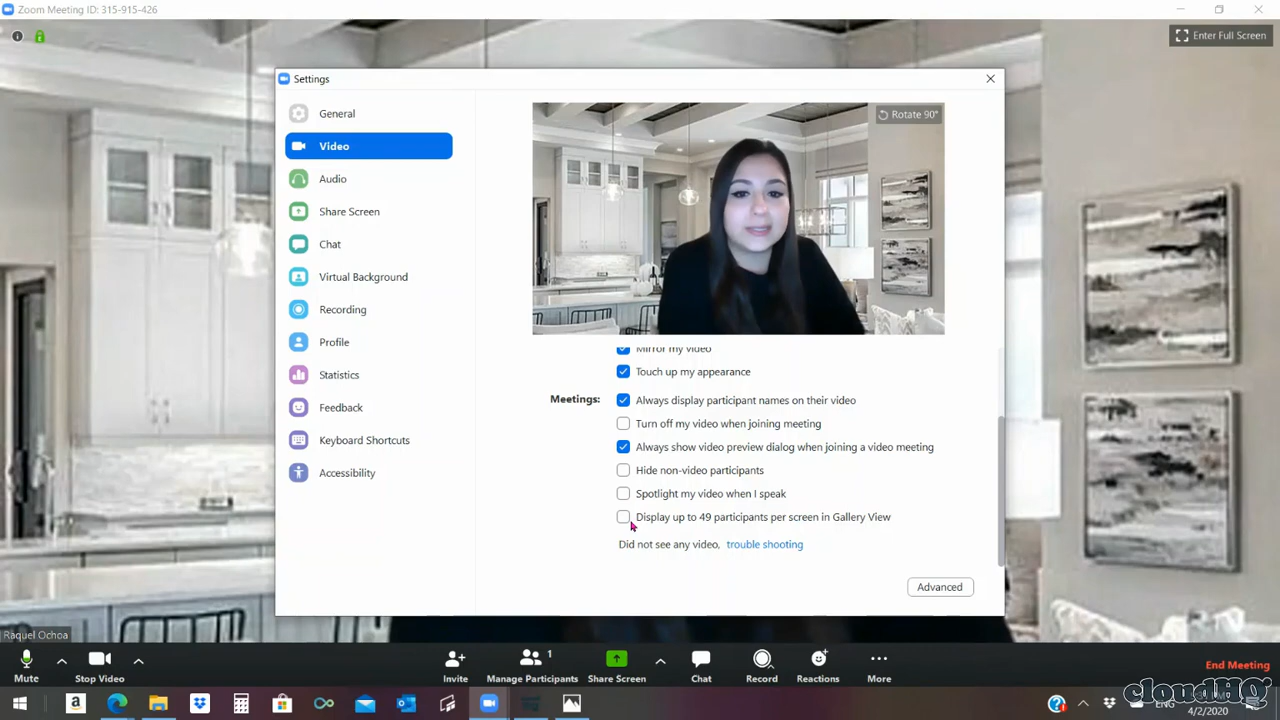 Zoom Meeting ID: 315-915-426
Enter Full Screen
Settings
General
Video
Audio
Share Screen
Chat
Virtual Background
Recording
Profile
Statistics
Feedback
Keyboard Shortcuts
Accessibility
Rotate 90°
Mirror my video
Touch up my appearance
Meetings:
Always display participant names on their video
Turn off my video when joining meeting
Always show video preview dialog when joining a video meeting
Hide non-video participants
Spotlight my video when I speak
Display up to 49 participants per screen in Gallery View
Did not see any video, trouble shooting
Advanced
Raquel Ochoa
Mute
Stop Video
Invite
1
Manage Participants
Share Screen
Chat
Record
Reactions
More
End Meeting
cloudHQ
ENG
4/2/2020